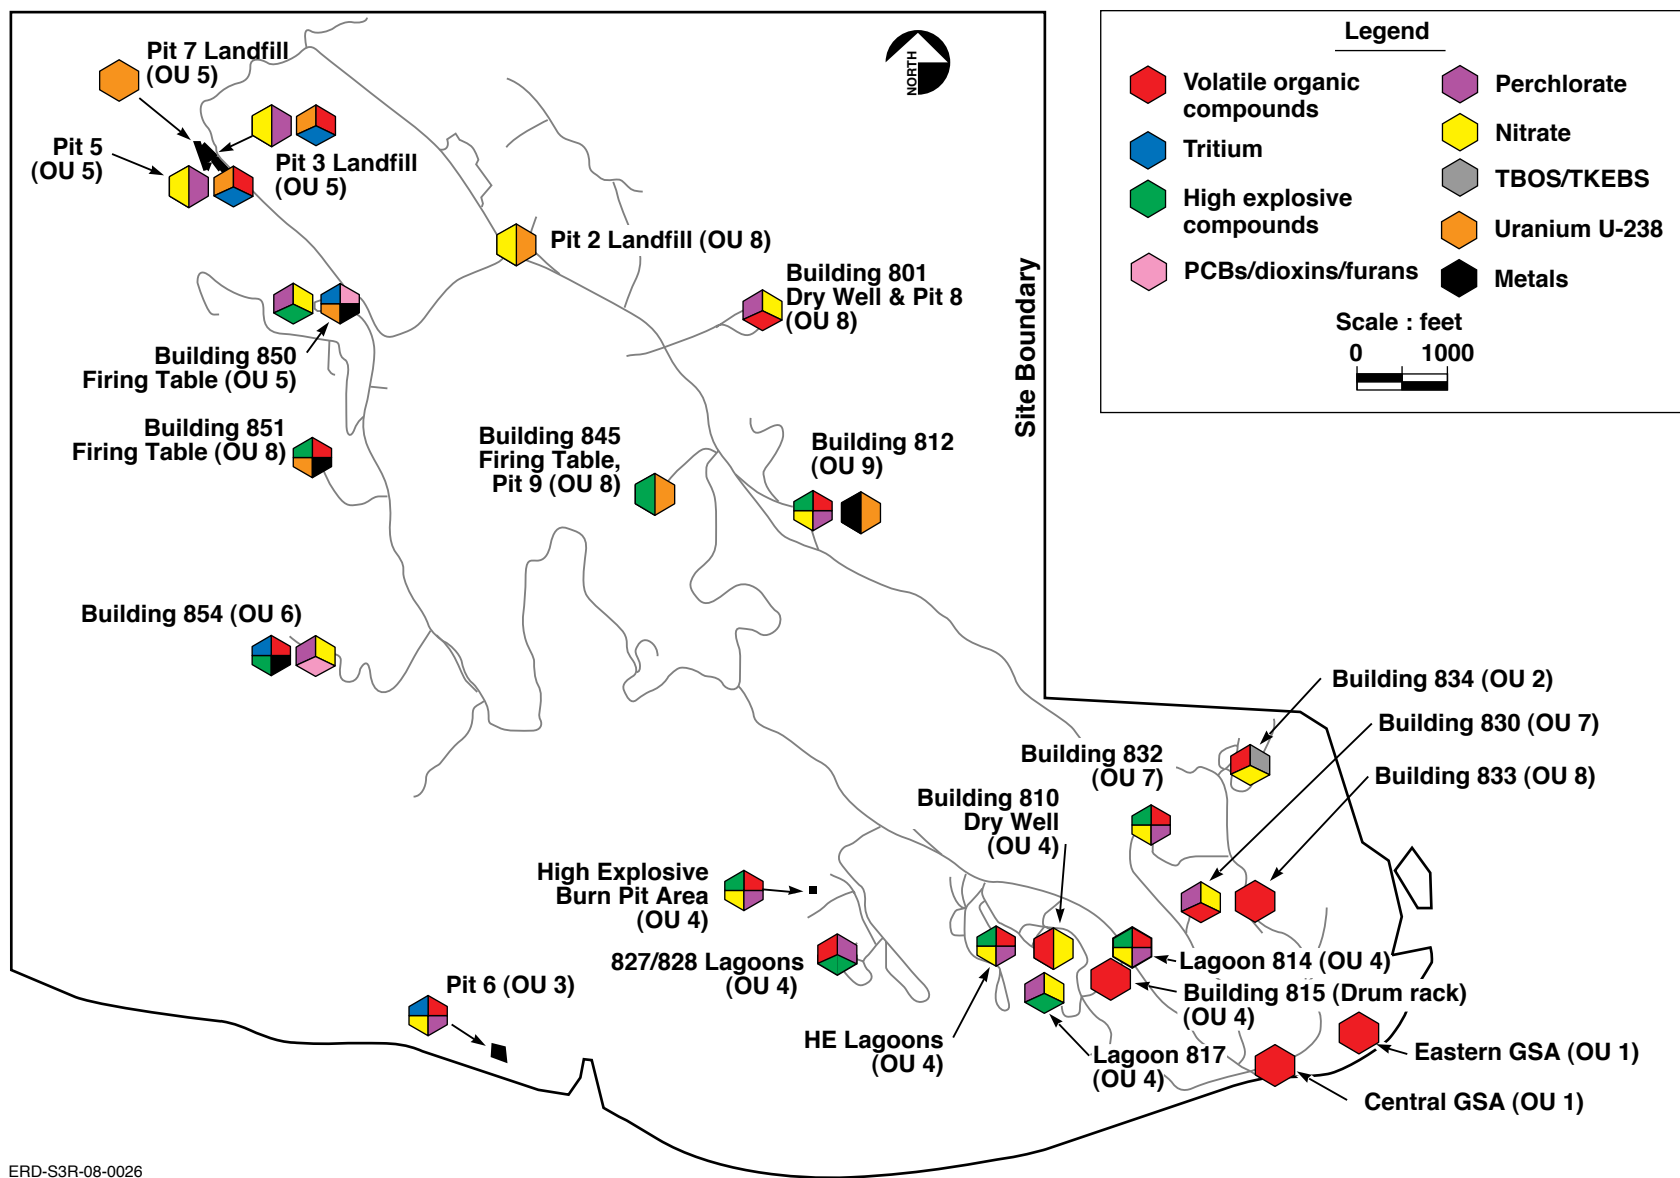 Pit 7 Landfill
(OU 5)
Pit 5
(OU 5)
Pit 3 Landfill
(OU 5)
NORTH
Legend
Volatile organic
compounds
Tritium
High explosive
compounds
PCBs/dioxins/furans
Perchlorate
Nitrate
TBOS/TKEBS
Uranium U-238
Metals
Scale : feet
0 1000
Site Boundary
Pit 2 Landfill (OU 8)
Building 801
Dry Well & Pit 8
(OU 8)
Building 850
Firing Table (OU 5)
Building 851
Firing Table (OU 8)
Building 845
Firing Table,
Pit 9 (OU 8)
Building 812
(OU 9)
Building 854 (OU 6)
Building 834 (OU 2)
Building 830 (OU 7)
Building 833 (OU 8)
Building 832
(OU 7)
Building 810
Dry Well
(OU 4)
High Explosive
Burn Pit Area
(OU 4)
827/828 Lagoons
(OU 4)
Pit 6 (OU 3)
HE Lagoons
(OU 4)
Lagoon 814 (OU 4)
Building 815 (Drum rack)
(OU 4)
Lagoon 817
(OU 4)
Eastern GSA (OU 1)
Central GSA (OU 1)
ERD-S3R-08-0026